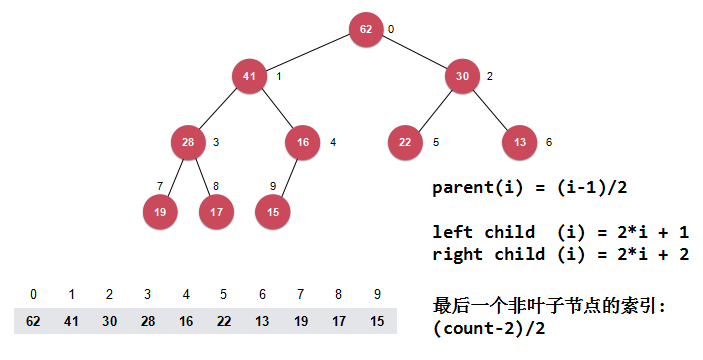 62 0
41 1 30 2
28 3 16 4 22 5 13 6
7 8 9
19 17 15
parent(i) = (i-1)/2
left child (i) = 2*i + 1
right child (i) = 2*i + 2
0 1 2 3 4 5 6 7 8 9
62 41 30 28 16 22 13 19 17 15
最后一个非叶子节点的索引：
(count-2)/2